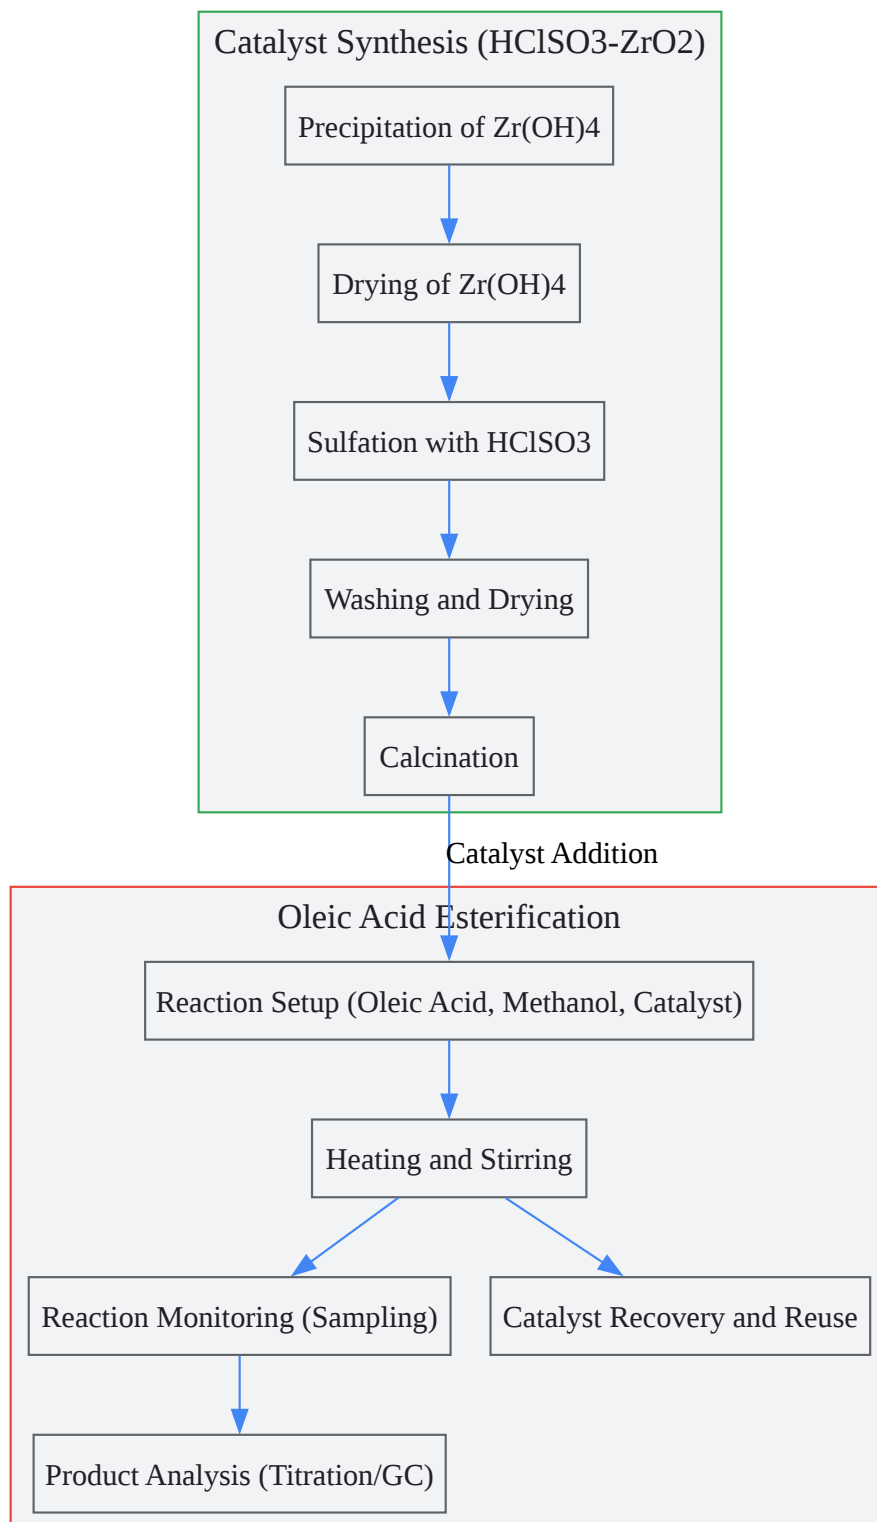 Catalyst Synthesis (HClSO3-ZrO2)
Precipitation of Zr(OH)4
Drying of Zr(OH)4
Sulfation with HClSO3
Washing and Drying
Calcination
Catalyst Addition
Oleic Acid Esterification
Reaction Setup (Oleic Acid, Methanol, Catalyst)
Heating and Stirring
Reaction Monitoring (Sampling)
Catalyst Recovery and Reuse
Product Analysis (Titration/GC)